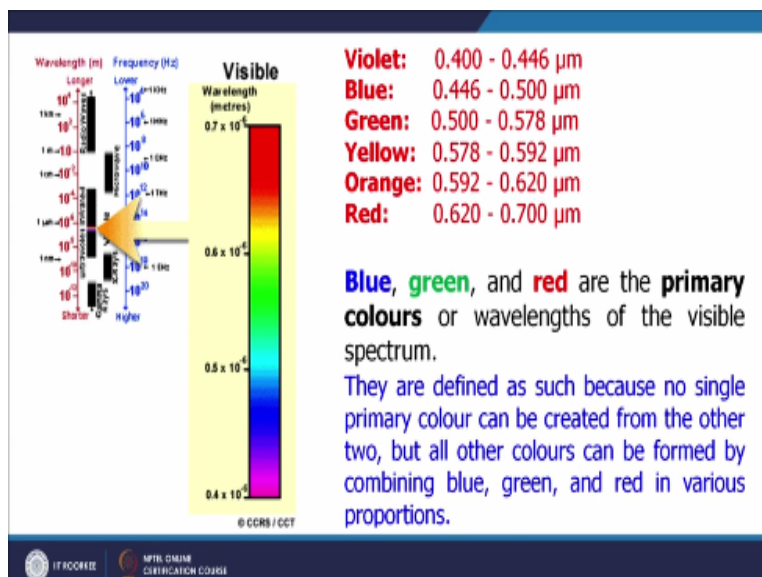 Wavelength (m)
Longer
Frequency (Hz)
Lower
Shorter
Higher
Visible
Wavelength
(metres)
0.7 x 10-6
0.6 x 10-6
0.5 x 10-6
0.4 x 10-6
© CCRS / CCT
Violet: 0.400 - 0.446 µm
Blue: 0.446 - 0.500 µm
Green: 0.500 - 0.578 µm
Yellow: 0.578 - 0.592 µm
Orange: 0.592 - 0.620 µm
Red: 0.620 - 0.700 µm
Blue, green, and red are the primary
colours or wavelengths of the visible
spectrum.
They are defined as such because no single
primary colour can be created from the other
two, but all other colours can be formed by
combining blue, green, and red in various
proportions.
IT ROORKEE
NPTEL ONLINE
CERTIFICATION COURSE